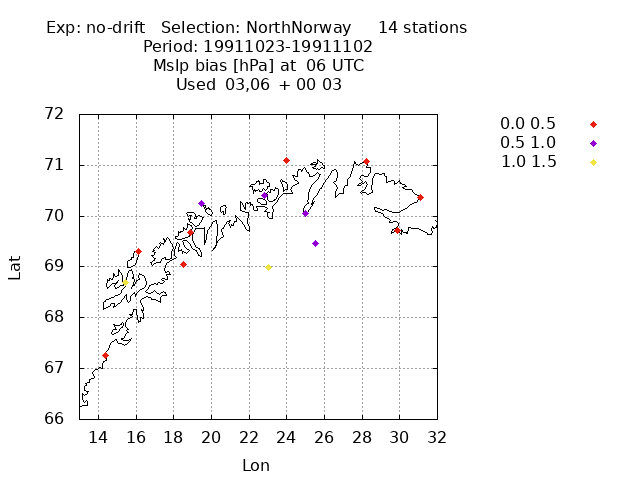 Exp: no-drift   Selection: NorthNorway     14 stations
Period: 19911023-19911102
Mslp bias [hPa] at  06 UTC
Used  03,06  + 00 03
0.0 0.5
0.5 1.0
1.0 1.5
72
71
70
69
68
67
66
Lat
14 16 18 20 22 24 26 28 30 32
Lon